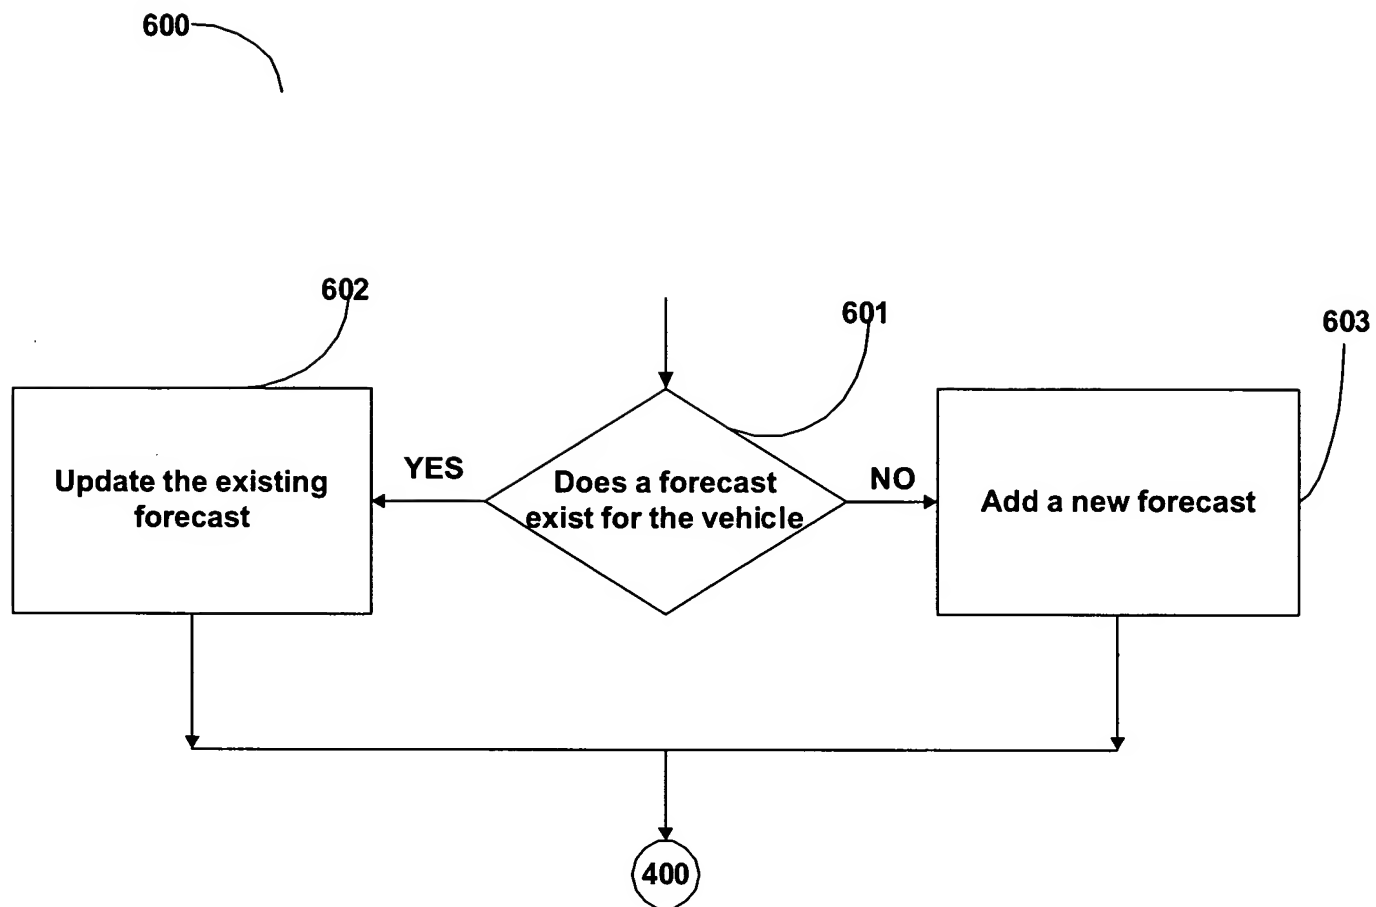 600
602
601
603
Update the existing
forecast
YES
Does a forecast
exist for the vehicle
NO
Add a new forecast
400